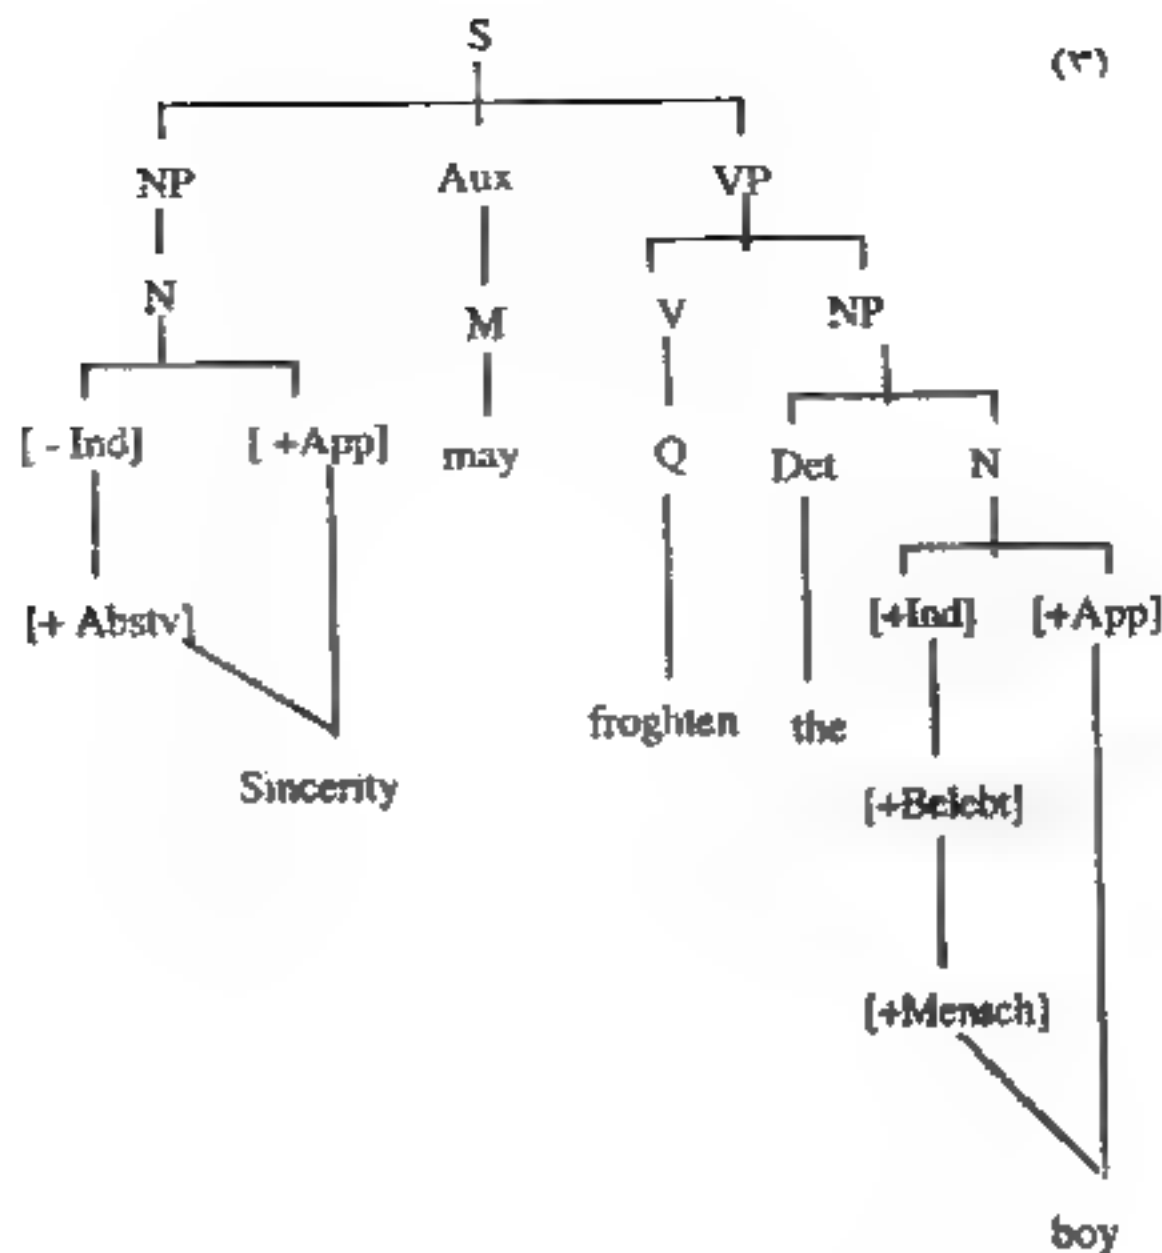 S (٣)
NP Aux VP
N M V NP
[ - Ind] [ +App] may Q Det N
[+ Abstv] [+Ind] [+App]
froghten the
Sincerity [+Belebt]
[+Mensch]
boy